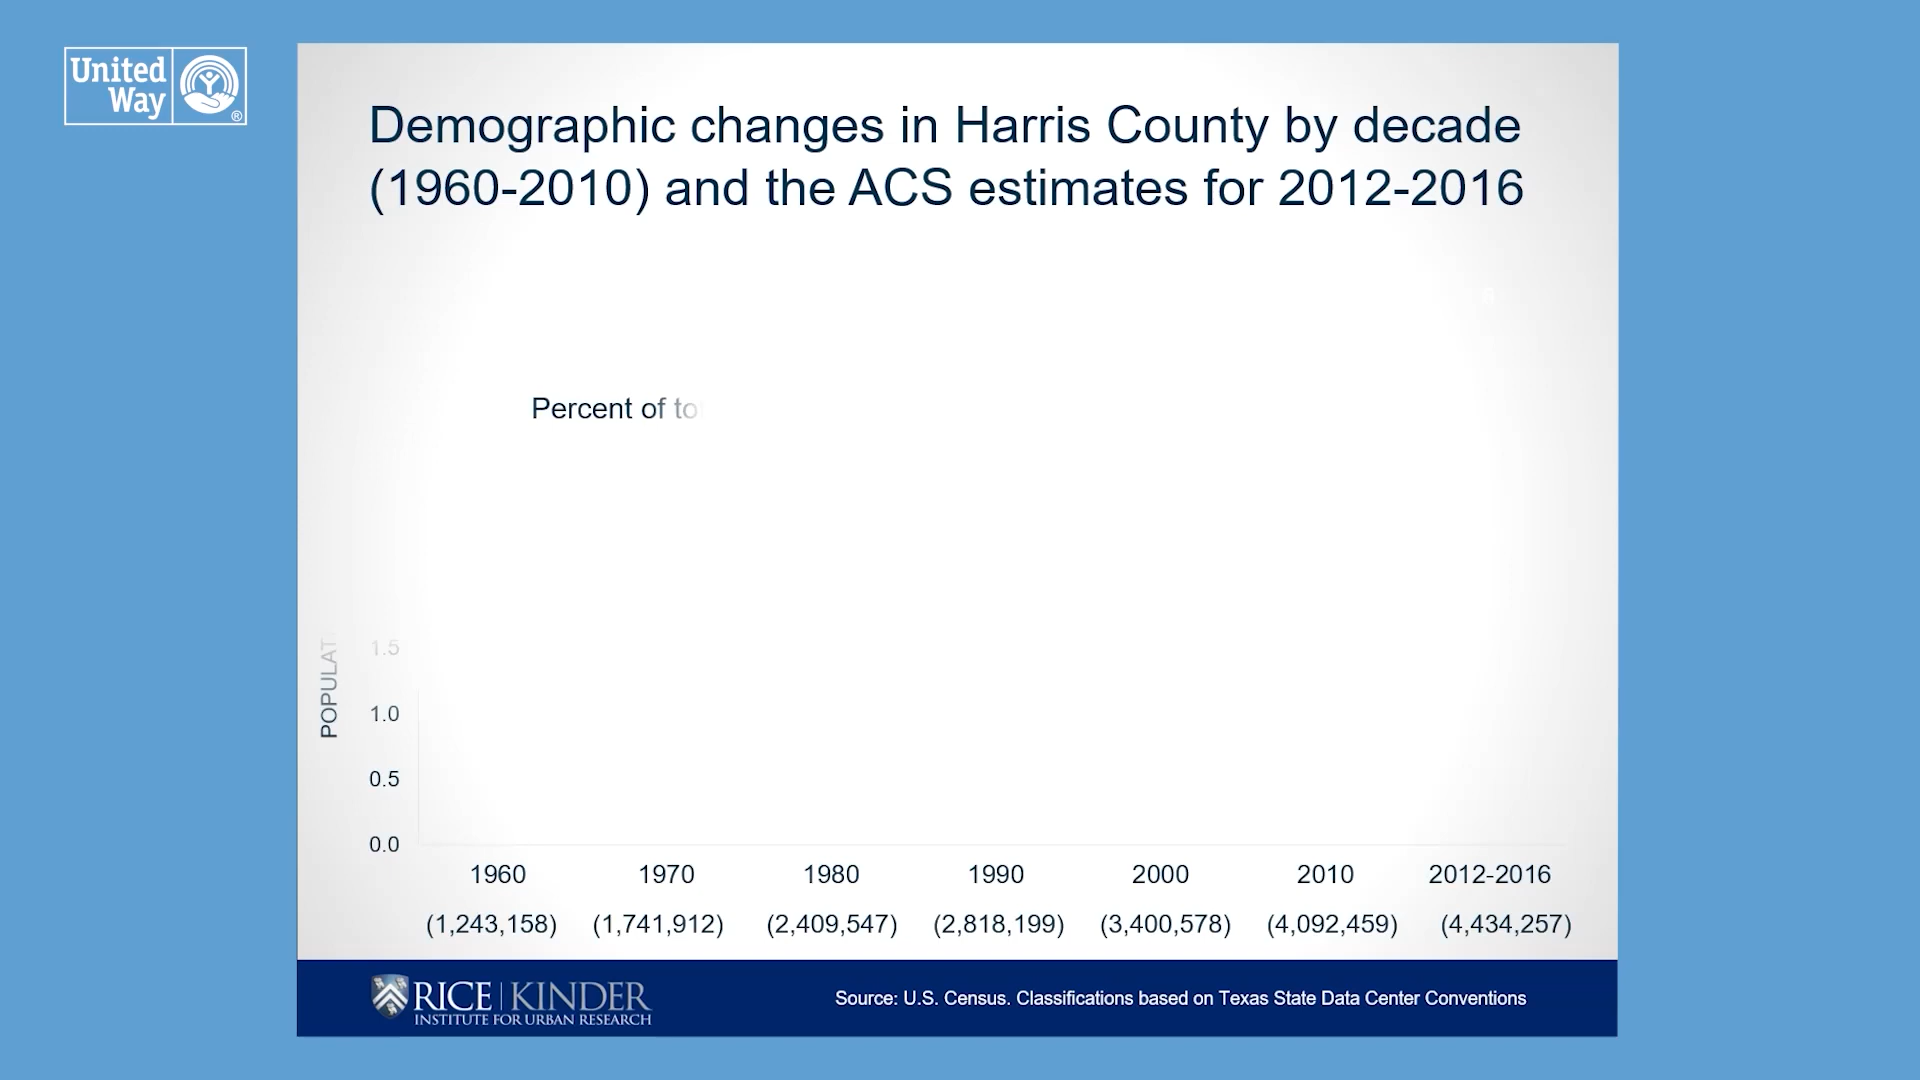 United
Way
®
Demographic changes in Harris County by decade
(1960-2010) and the ACS estimates for 2012-2016
Percent of to
POPULAT
1.5
1.0
0.5
0.0
1960 1970 1980 1990 2000 2010 2012-2016
(1,243,158) (1,741,912) (2,409,547) (2,818,199) (3,400,578) (4,092,459) (4,434,257)
RICE | KINDER
INSTITUTE FOR URBAN RESEARCH
Source: U.S. Census. Classifications based on Texas State Data Center Conventions